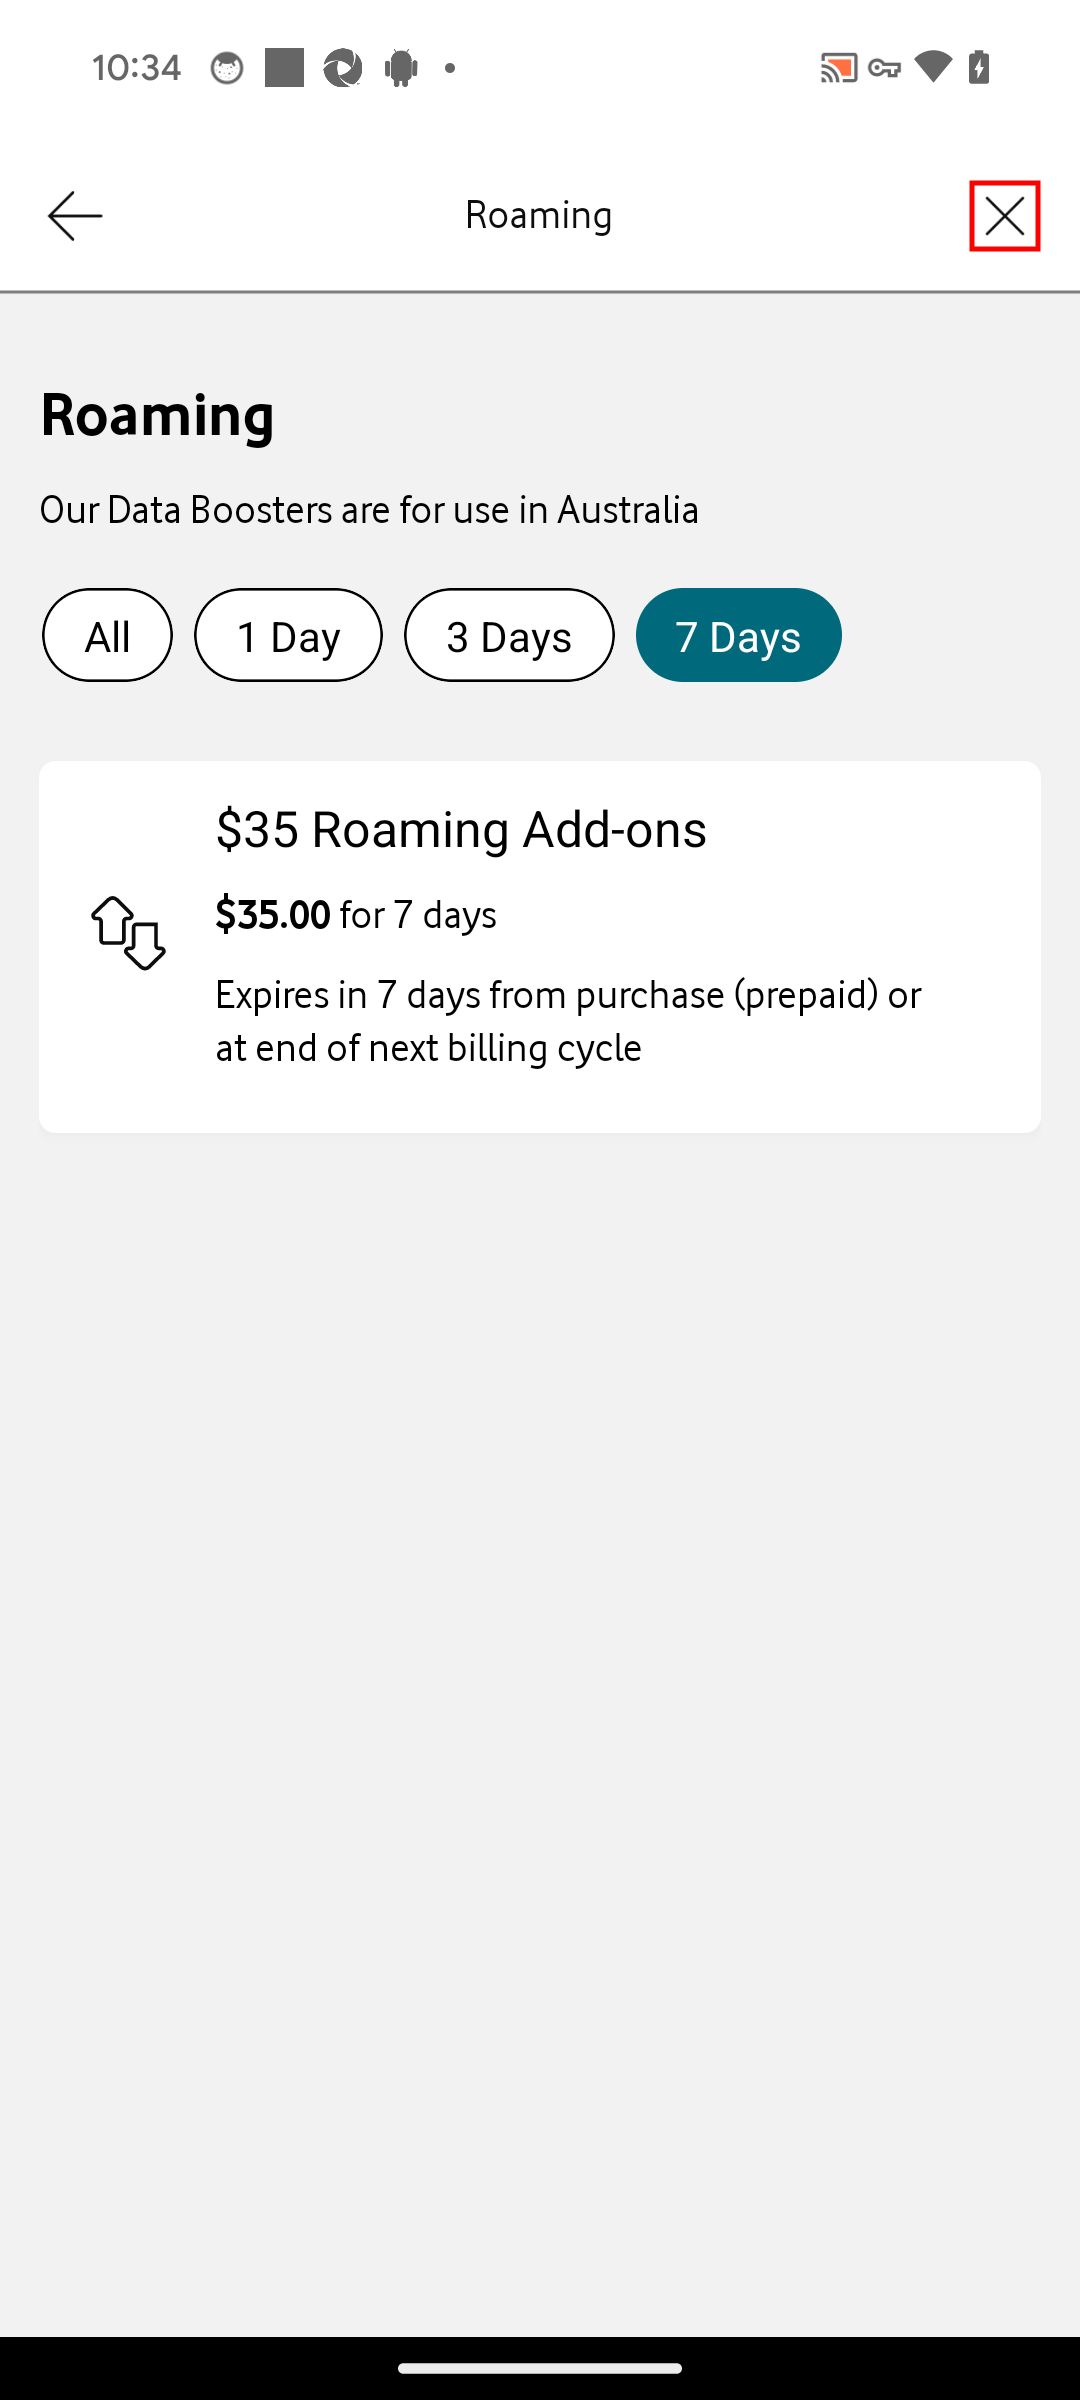 10:34
Roaming
Roaming
Our Data Boosters are for use in Australia
All
1 Day
3 Days
7 Days
$35 Roaming Add-ons
$35.00 for 7 days
Expires in 7 days from purchase (prepaid) or
at end of next billing cycle